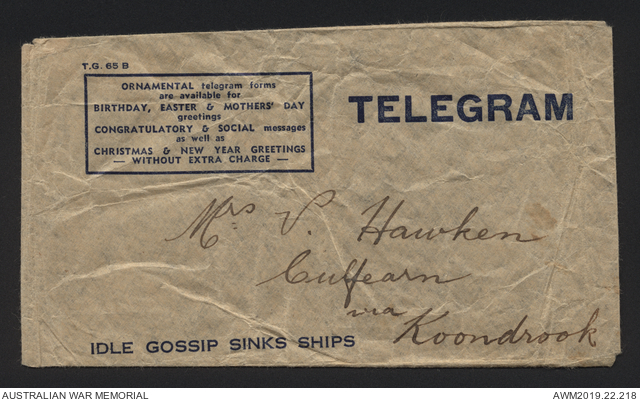 T.G. 65 B
ORNAMENTAL telegram forms
are available for
BIRTHDAY, EASTER & MOTHERS' DAY
greetings
CONGRATULATORY & SOCIAL messages
as well as
CHRISTMAS & NEW YEAR GREETINGS
— WITHOUT EXTRA CHARGE —
TELEGRAM
Mrs V. Hawken
via
Koondrook
IDLE GOSSIP SINKS SHIPS
AUSTRALIAN WAR MEMORIAL
AWM2019.22.218